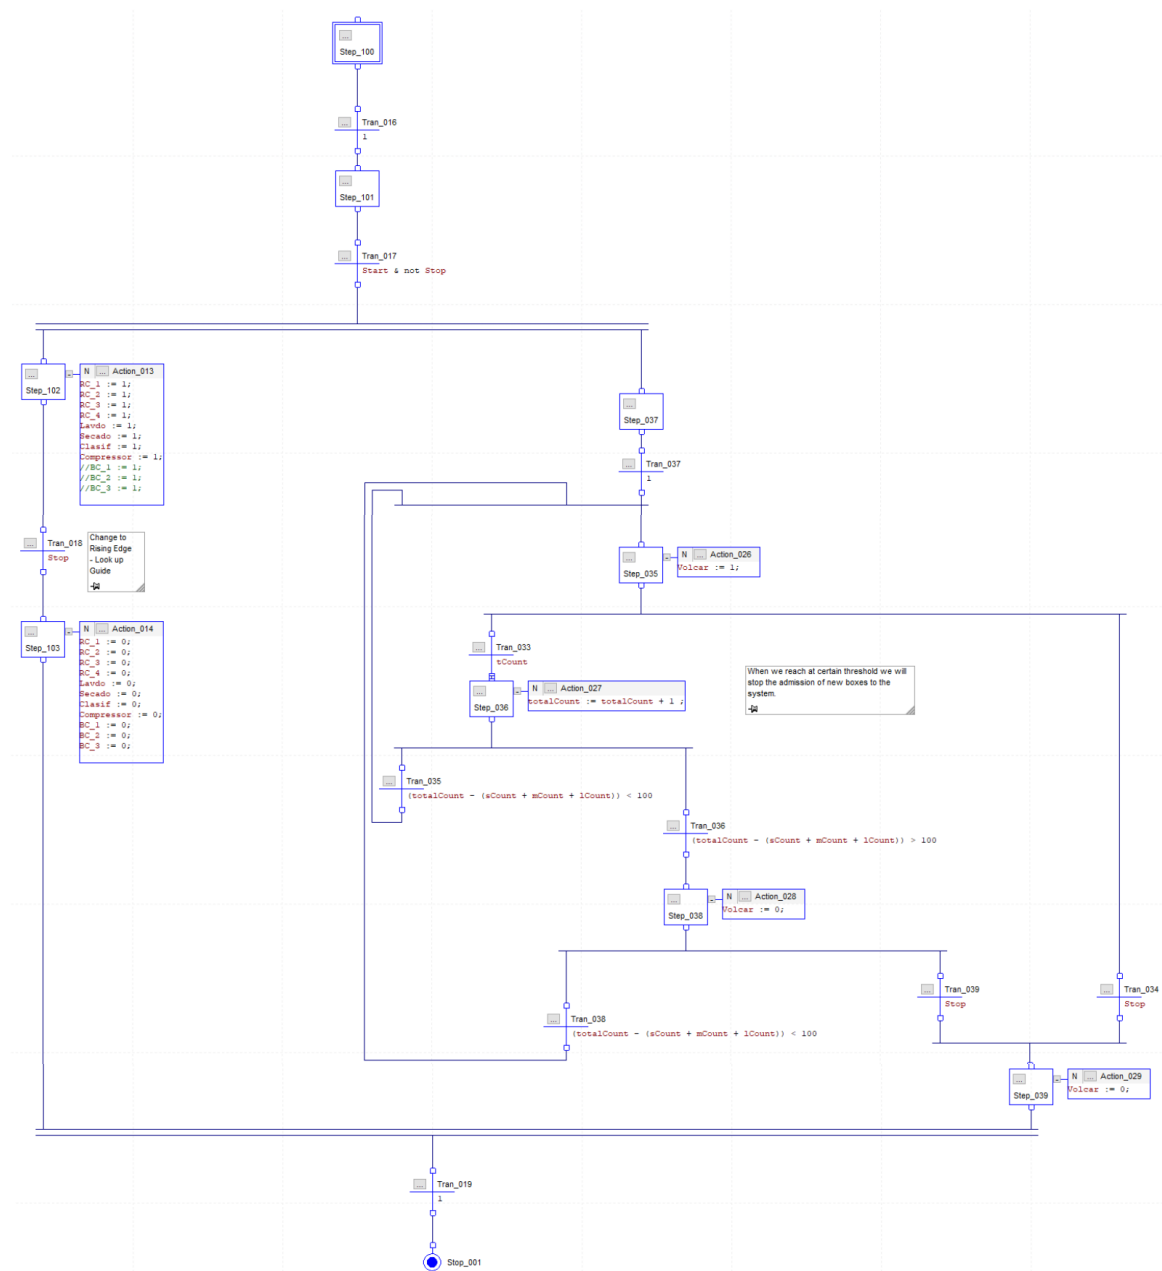 Step_100
Tran_016
1
Step_101
Tran_017
Start & not Stop
Step_102
N ... Action_013
RC_1 := 1;
RC_2 := 1;
RC_3 := 1;
RC_4 := 1;
Lavdo := 1;
Secado := 1;
Clasif := 1;
Compressor := 1;
//BC_1 := 1;
//BC_2 := 1;
//BC_3 := 1;
Step_037
Tran_037
1
Tran_018
Stop
Change to
Rising Edge
- Look up
Guide
Step_035
N ... Action_026
Volcar := 1;
Step_103
N ... Action_014
RC_1 := 0;
RC_2 := 0;
RC_3 := 0;
RC_4 := 0;
Lavdo := 0;
Secado := 0;
Clasif := 0;
Compressor := 0;
BC_1 := 0;
BC_2 := 0;
BC_3 := 0;
Tran_033
tCount
Step_036
N ... Action_027
totalCount := totalCount + 1 ;
When we reach at certain threshold we will
stop the admission of new boxes to the
system.
Tran_035
(totalCount - (sCount + mCount + lCount)) < 100
Tran_036
(totalCount - (sCount + mCount + lCount)) > 100
Step_038
N ... Action_028
Volcar := 0;
Tran_038
(totalCount - (sCount + mCount + lCount)) < 100
Tran_039
Stop
Tran_034
Stop
Step_039
N ... Action_029
Volcar := 0;
Tran_019
1
Stop_001